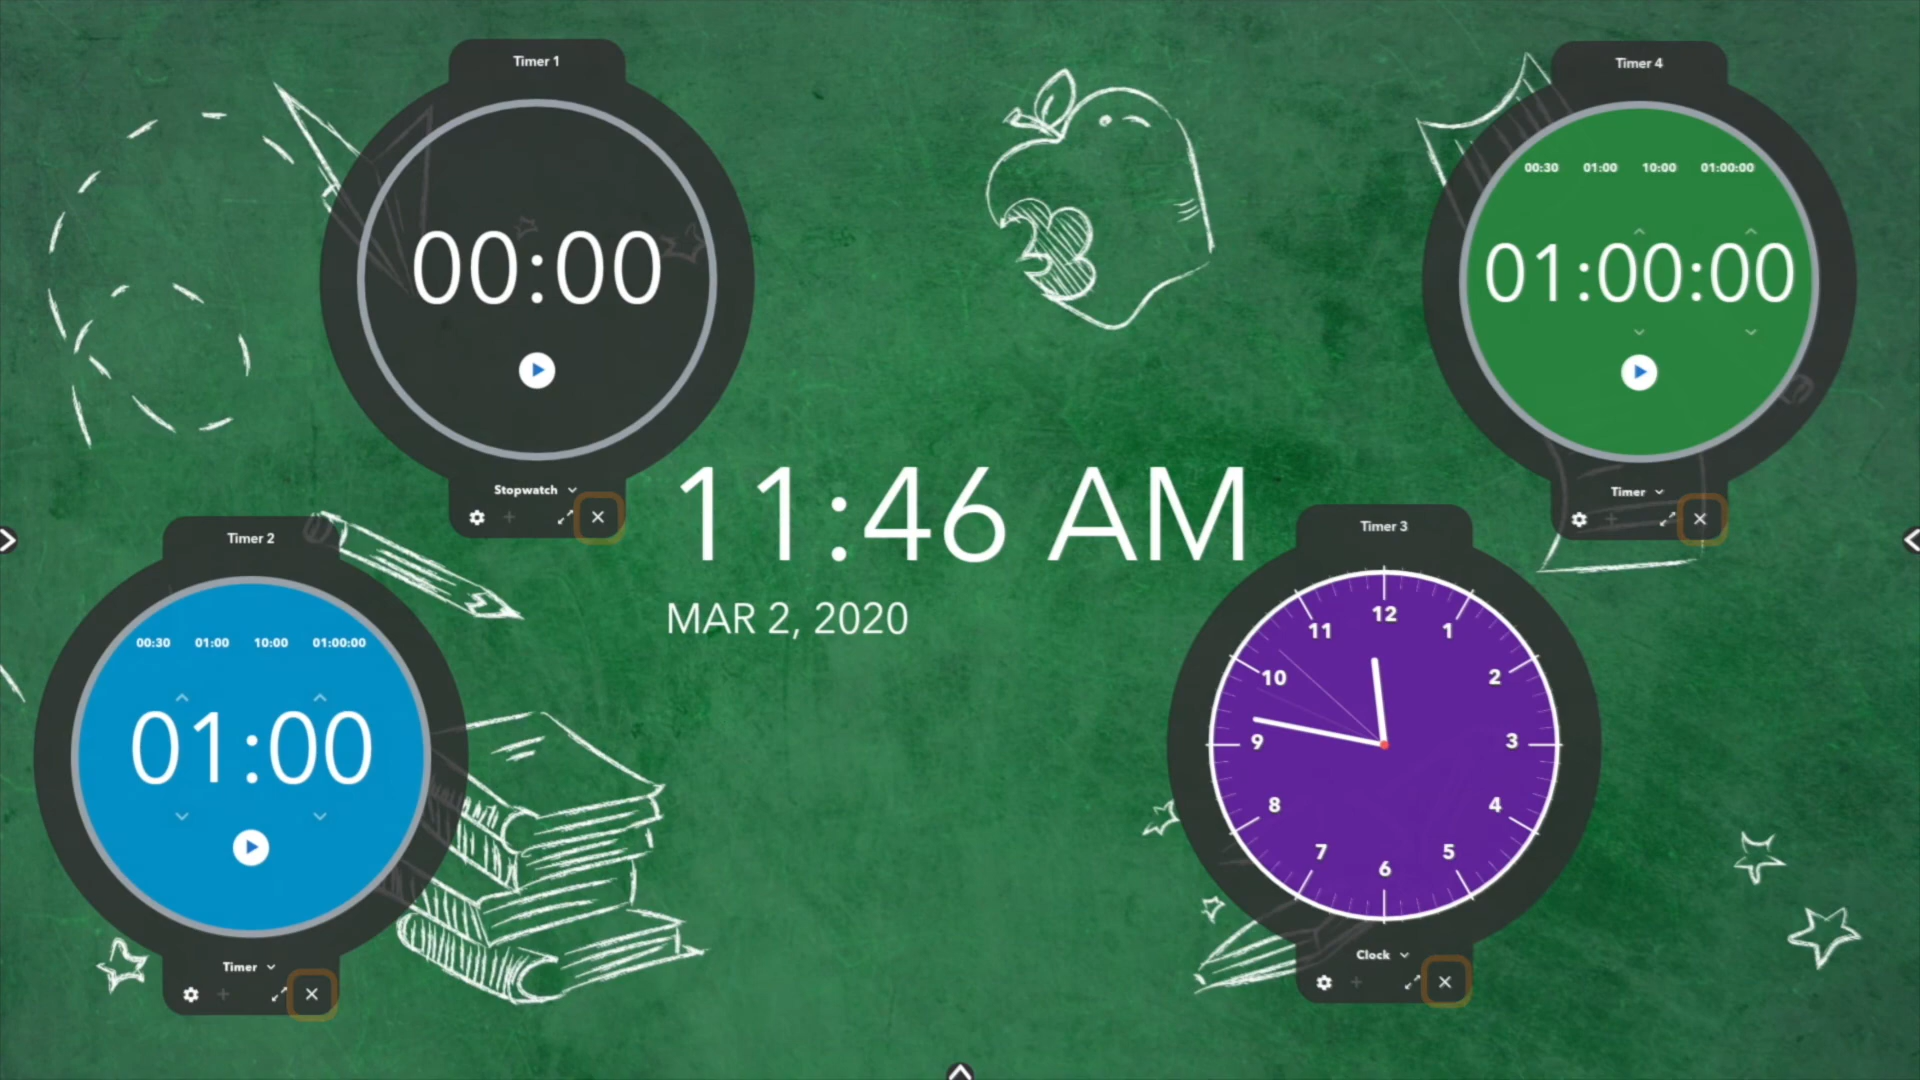 Timer 1
00:00
Stopwatch
Timer 4
00:30 01:00 10:00 01:00:00
01:00:00
Timer
11:46 AM
MAR 2, 2020
Timer 2
00:30 01:00 10:00 01:00:00
01:00
Timer
Timer 3
12
1
2
3
4
5
6
7
8
9
10
11
Clock